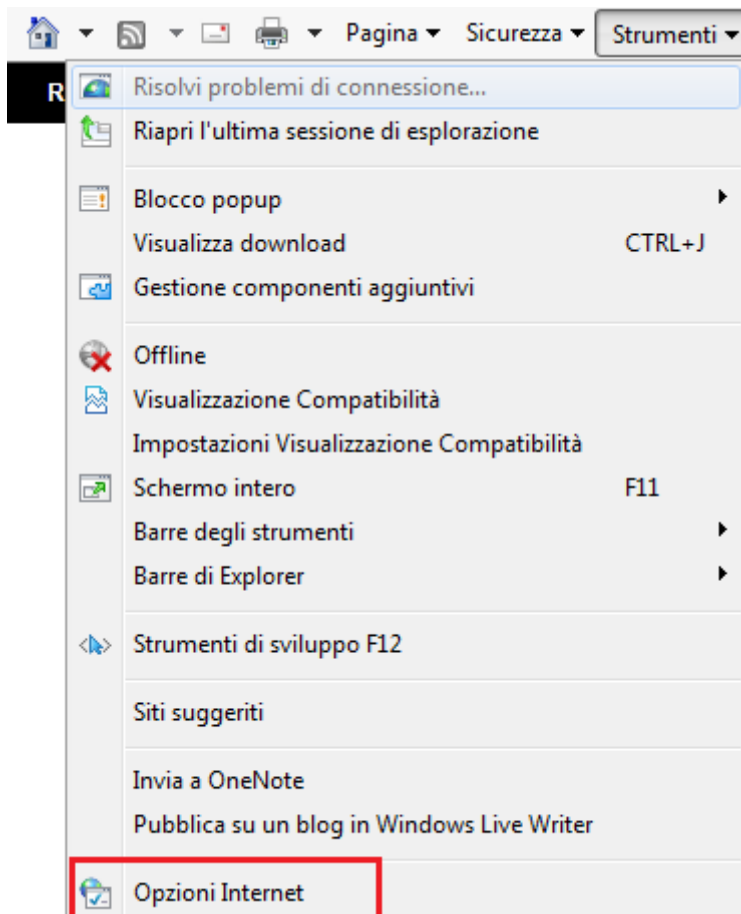 Pagina Sicurezza Strumenti
R
Risolvi problemi di connessione...
Riapri l'ultima sessione di esplorazione
Blocco popup
Visualizza download CTRL+J
Gestione componenti aggiuntivi
Offline
Visualizzazione Compatibilità
Impostazioni Visualizzazione Compatibilità
Schermo intero F11
Barre degli strumenti
Barre di Explorer
Strumenti di sviluppo F12
Siti suggeriti
Invia a OneNote
Pubblica su un blog in Windows Live Writer
Opzioni Internet